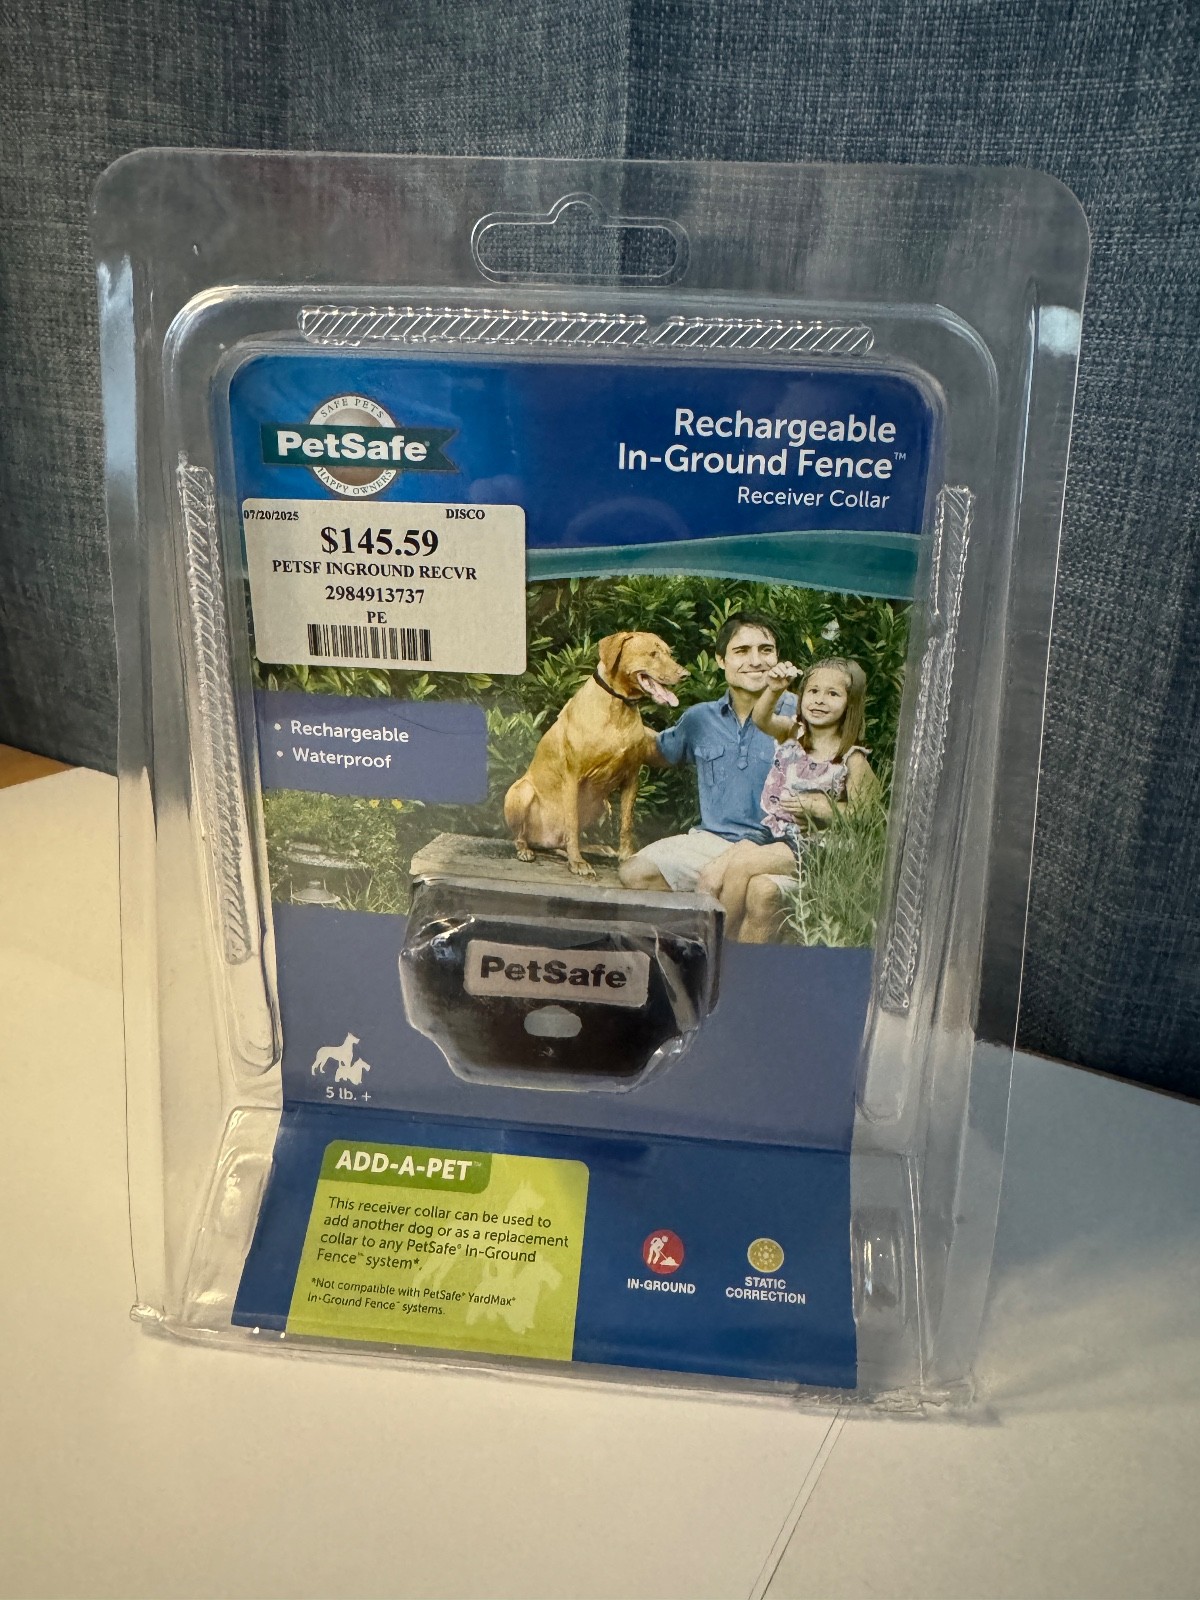 SAFE PETS
PetSafe®
HAPPY OWNERS
Rechargeable
In-Ground Fence™
Receiver Collar
07/20/2025 DISCO
$145.59
PETSF INGROUND RECVR
2984913737
PE
• Rechargeable
• Waterproof
PetSafe®
5 lb. +
ADD-A-PET™
This receiver collar can be used to
add another dog or as a replacement
collar to any PetSafe® In-Ground
Fence™ system*.
*Not compatible with PetSafe® YardMax®
In-Ground Fence™ systems.
IN-GROUND
STATIC
CORRECTION